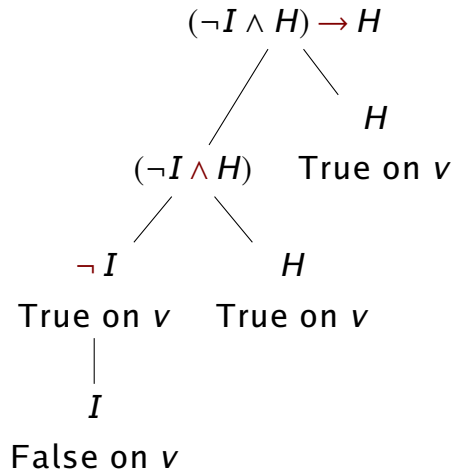 (¬I ∧ H) → H
H
True on v
(¬I ∧ H)
¬I
H
True on v
True on v
I
False on v